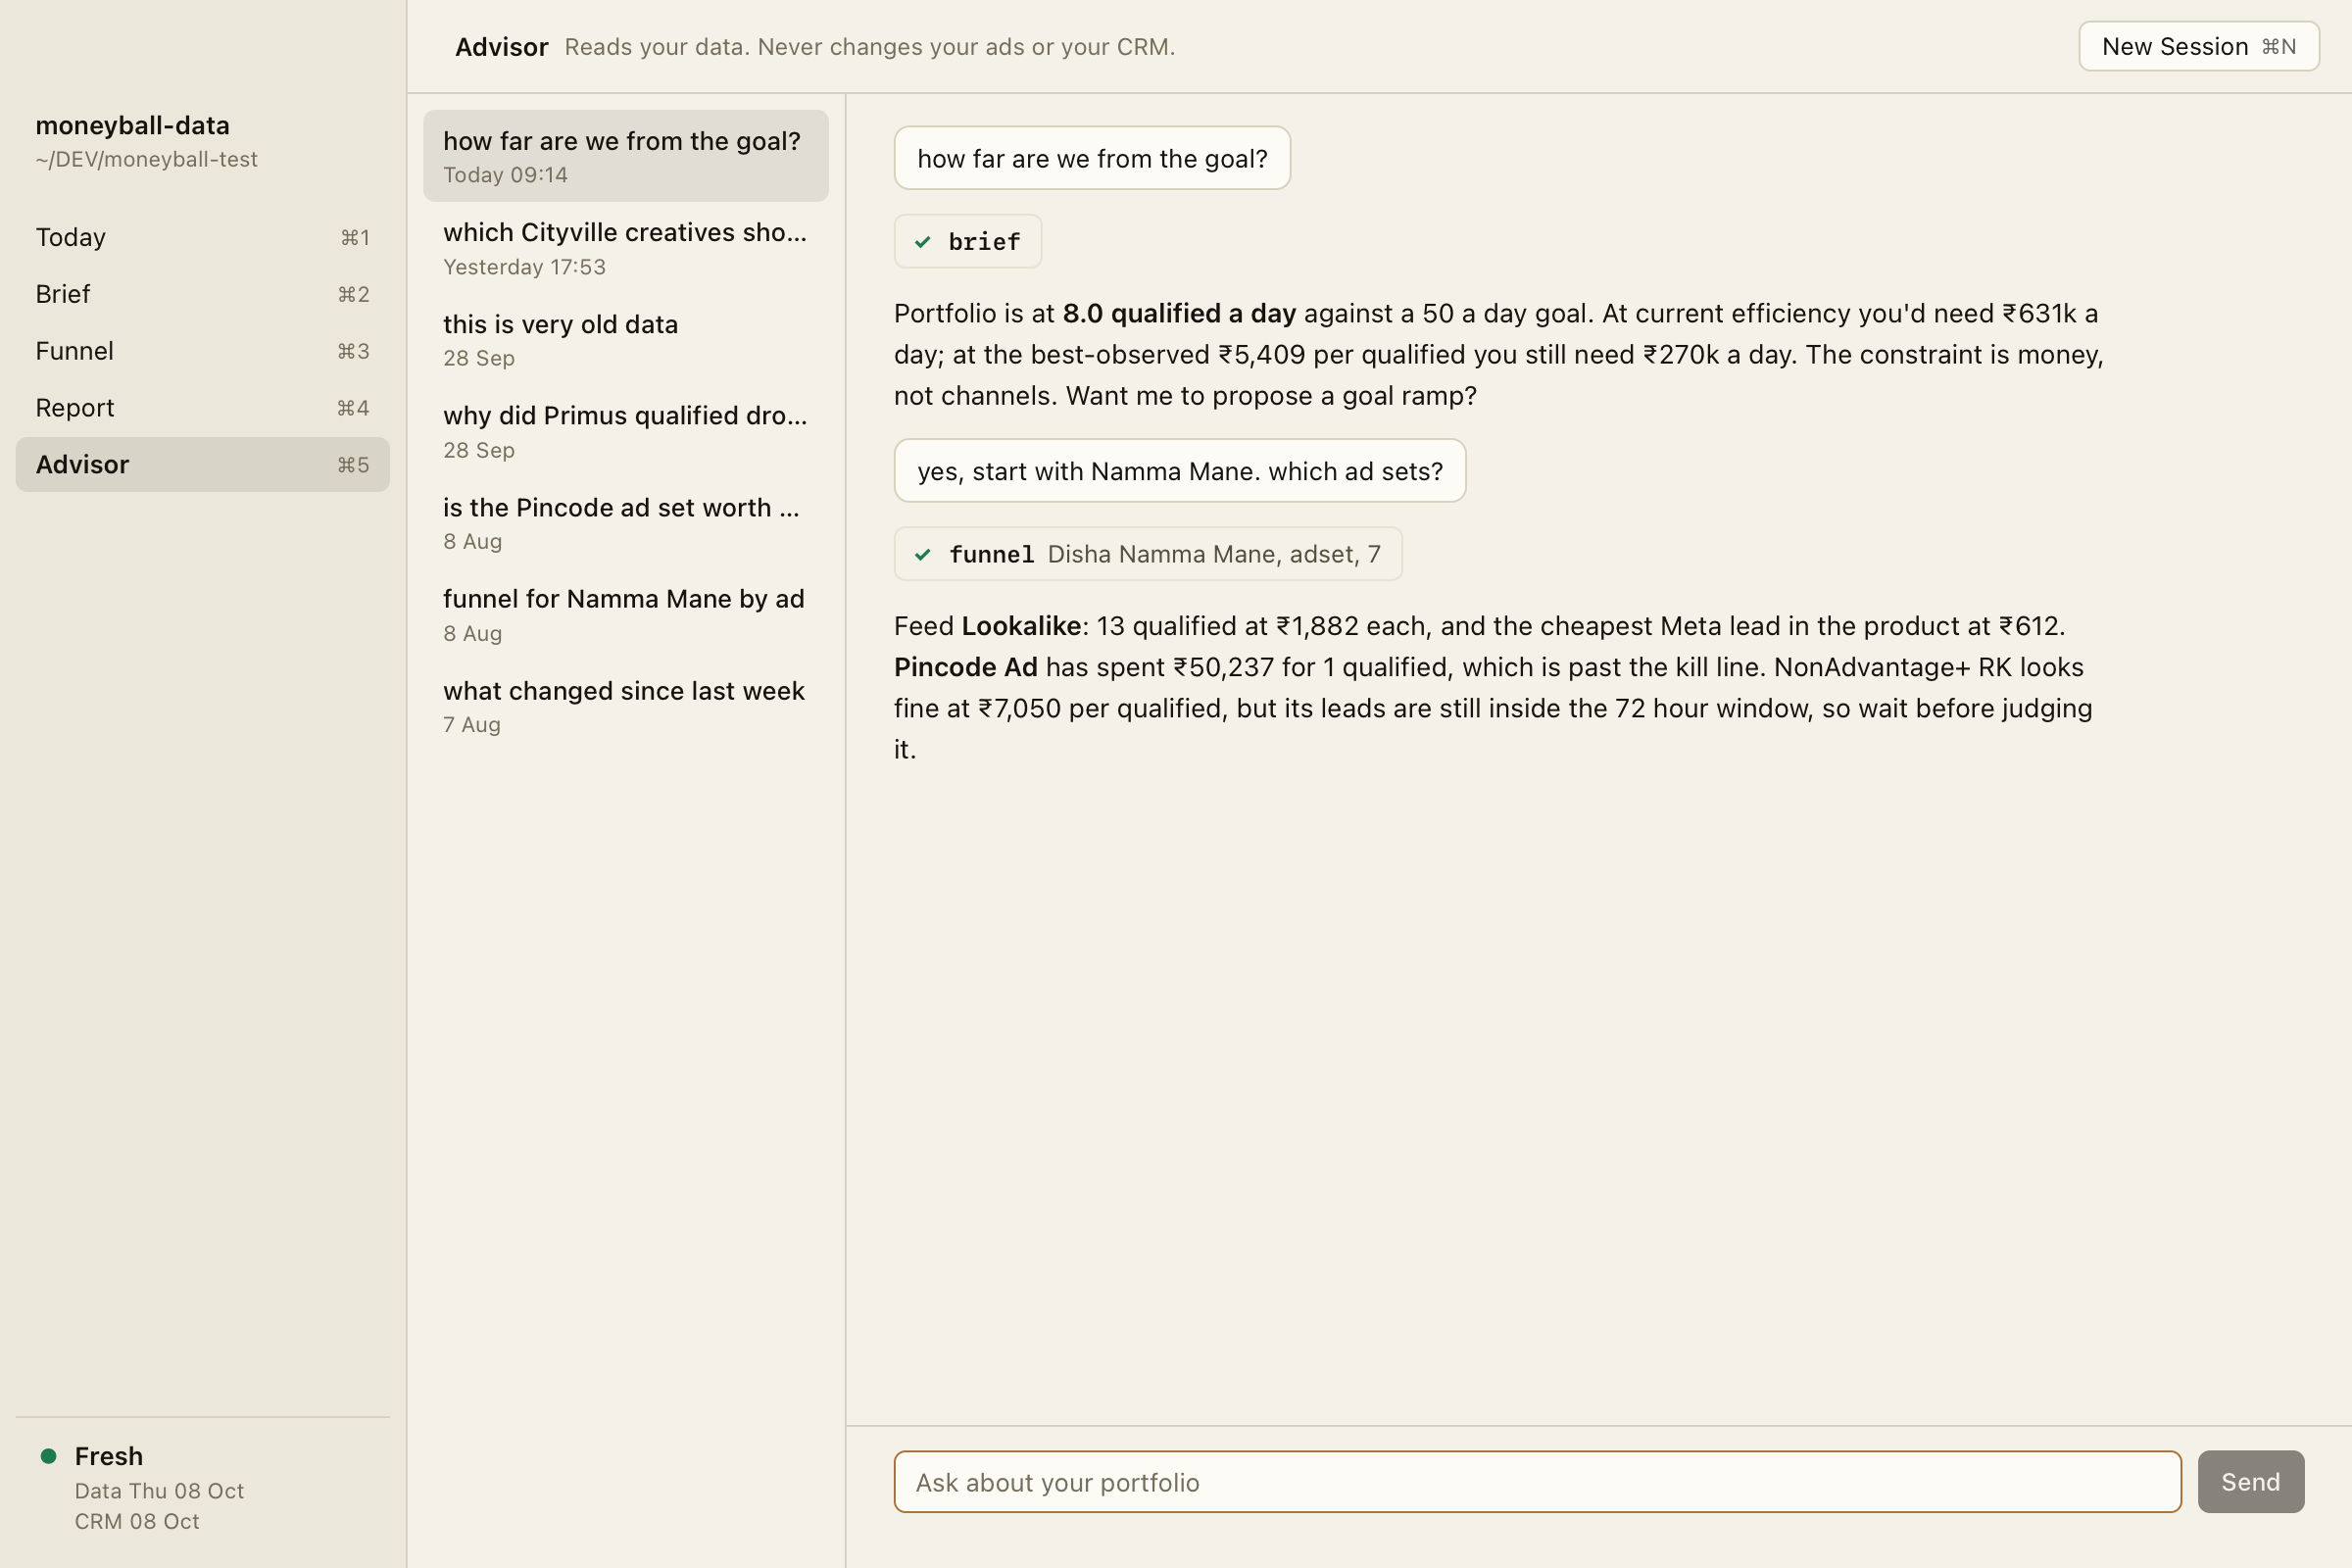 moneyball-data
~/DEV/moneyball-test
Today ⌘1
Brief ⌘2
Funnel ⌘3
Report ⌘4
Advisor ⌘5
Fresh
Data Thu 08 Oct
CRM 08 Oct
Advisor Reads your data. Never changes your ads or your CRM.
New Session ⌘N
how far are we from the goal?
Today 09:14
which Cityville creatives sho...
Yesterday 17:53
this is very old data
28 Sep
why did Primus qualified dro...
28 Sep
is the Pincode ad set worth ...
8 Aug
funnel for Namma Mane by ad
8 Aug
what changed since last week
7 Aug
how far are we from the goal?
✓ brief
Portfolio is at 8.0 qualified a day against a 50 a day goal. At current efficiency you'd need ₹631k a
day; at the best-observed ₹5,409 per qualified you still need ₹270k a day. The constraint is money,
not channels. Want me to propose a goal ramp?
yes, start with Namma Mane. which ad sets?
✓ funnel Disha Namma Mane, adset, 7
Feed Lookalike: 13 qualified at ₹1,882 each, and the cheapest Meta lead in the product at ₹612.
Pincode Ad has spent ₹50,237 for 1 qualified, which is past the kill line. NonAdvantage+ RK looks
fine at ₹7,050 per qualified, but its leads are still inside the 72 hour window, so wait before judging
it.
Ask about your portfolio
Send